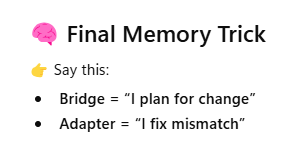 🧠 Final Memory Trick
👉 Say this:
• Bridge = “I plan for change”
• Adapter = “I fix mismatch”